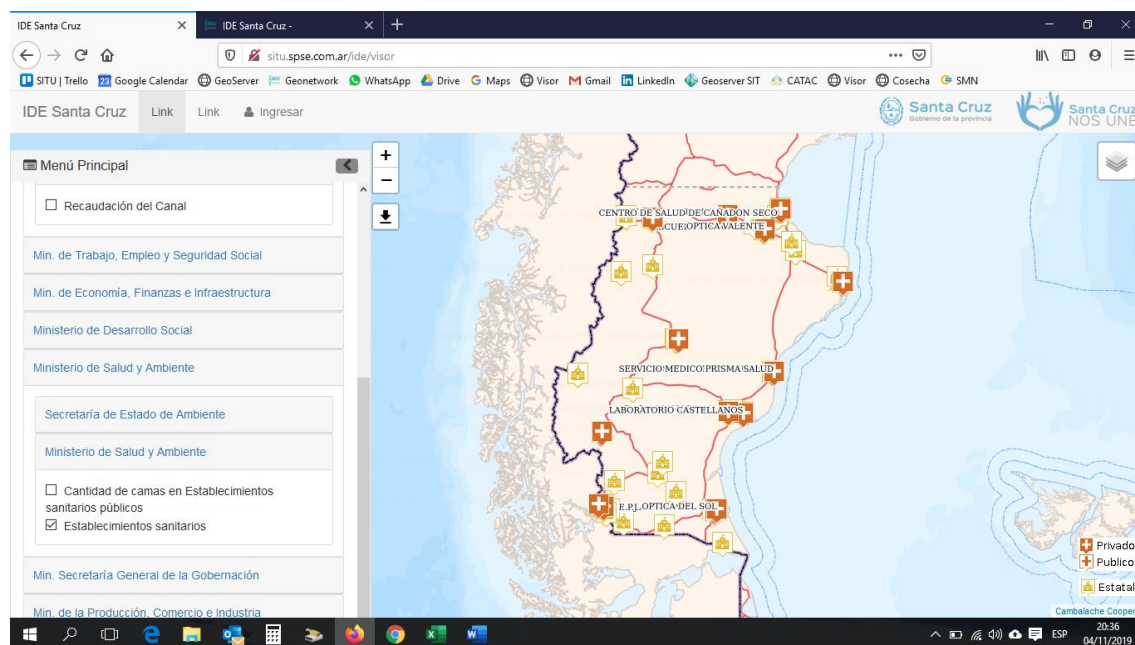 IDE Santa Cruz
IDE Santa Cruz -
situ.spse.com.ar/ide/visor
SITU | Trello
Google Calendar
GeoServer
Geonetwork
WhatsApp
Drive
Maps
Visor
Gmail
LinkedIn
Geoserver SIT
CATAC
Visor
Cosecha
SMN
IDE Santa Cruz
Link
Link
Ingresar
Santa Cruz
Gobierno de la provincia
Santa Cruz
NOS UNE
Menú Principal
+
−
Recaudación del Canal
Min. de Trabajo, Empleo y Seguridad Social
Min. de Economía, Finanzas e Infraestructura
Ministerio de Desarrollo Social
Ministerio de Salud y Ambiente
Secretaría de Estado de Ambiente
Ministerio de Salud y Ambiente
Cantidad de camas en Establecimientos
sanitarios públicos
Establecimientos sanitarios
Min. Secretaría General de la Gobernación
Min. de la Producción, Comercio e Industria
CENTRO DE SALUD DE CAÑADON SECO
OPTICA VALENTE
SERVICIO MEDICO PRISMA SALUD
LABORATORIO CASTELLANOS
OPTICA DEL SOL
Privado
Publico
Estatal
Cambalache Cooper
ESP
20:36
04/11/2019